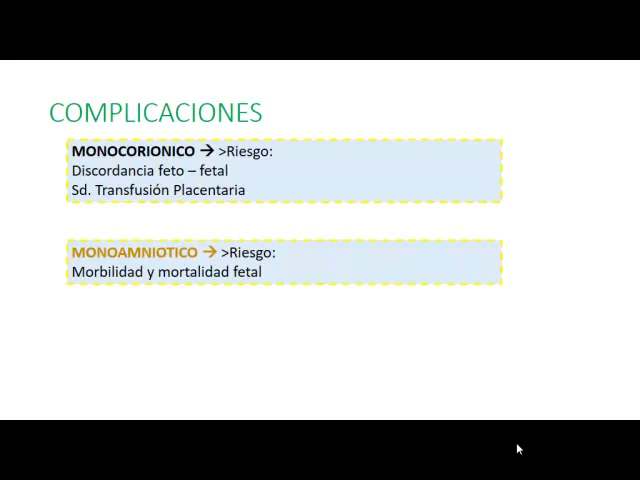 COMPLICACIONES
MONOCORIONICO → >Riesgo:
Discordancia feto – fetal
Sd. Transfusión Placentaria
MONOAMNIOTICO → >Riesgo:
Morbilidad y mortalidad fetal